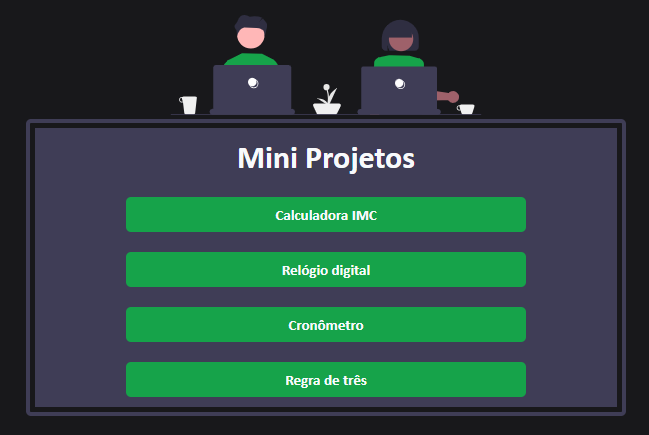 Mini Projetos
Calculadora IMC
Relógio digital
Cronômetro
Regra de três